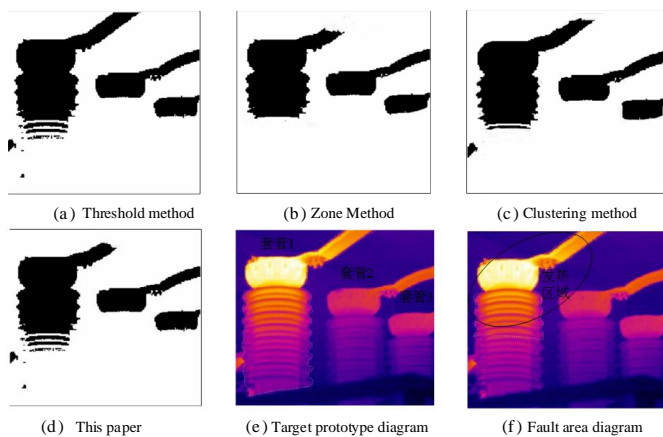 (a) Threshold method
(b) Zone Method
(c) Clustering method
套管1
套管2
套管3
发热
区域
(d) This paper
(e) Target prototype diagram
(f) Fault area diagram